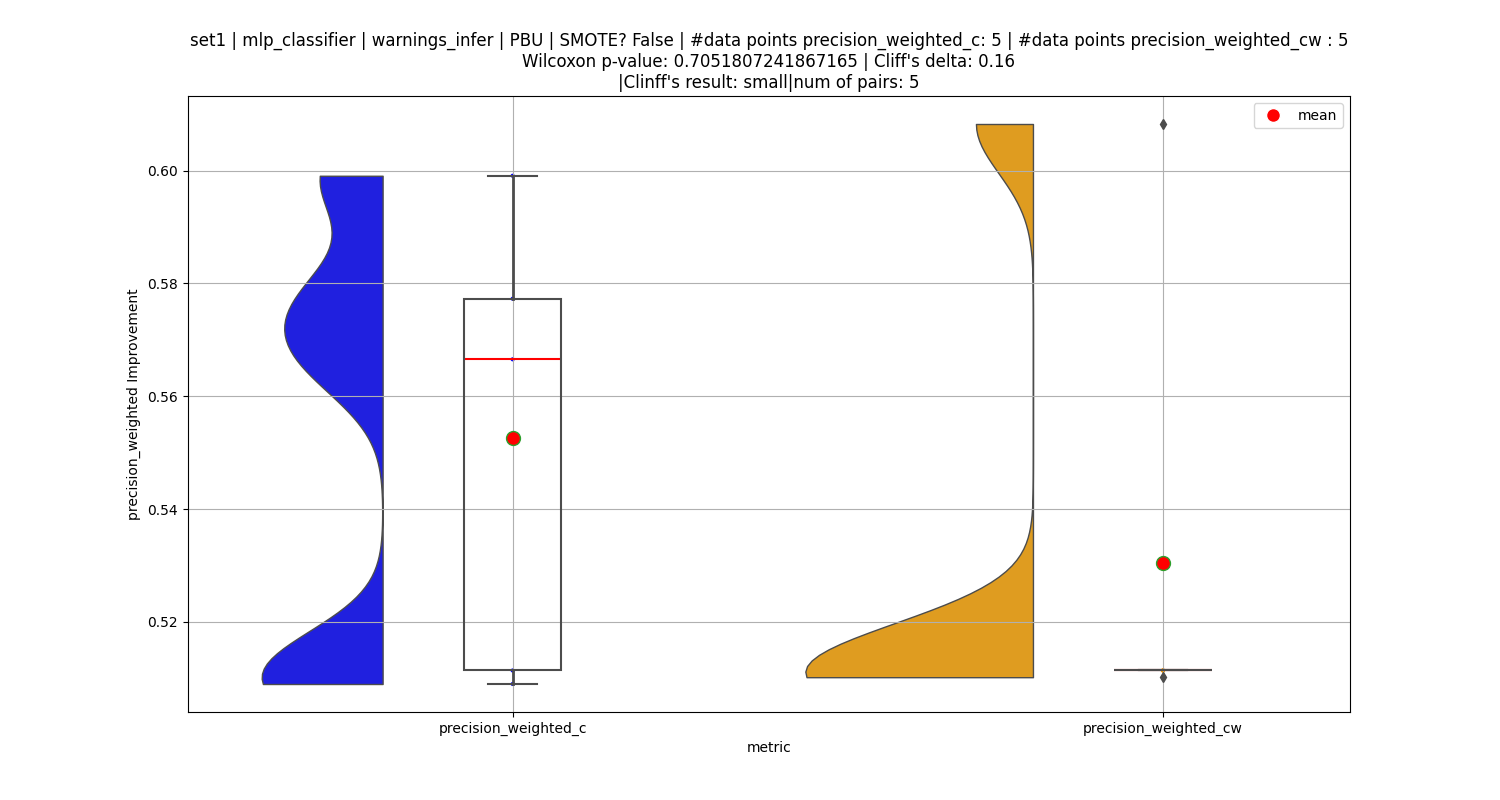 set1 | mlp_classifier | warnings_infer | PBU | SMOTE? False | #data points precision_weighted_c: 5 | #data points precision_weighted_cw : 5
Wilcoxon p-value: 0.7051807241867165 | Cliff's delta: 0.16
|Clinff's result: small|num of pairs: 5
mean
0.60
0.58
0.56
0.54
0.52
precision_weighted Improvement
precision_weighted_c
precision_weighted_cw
metric